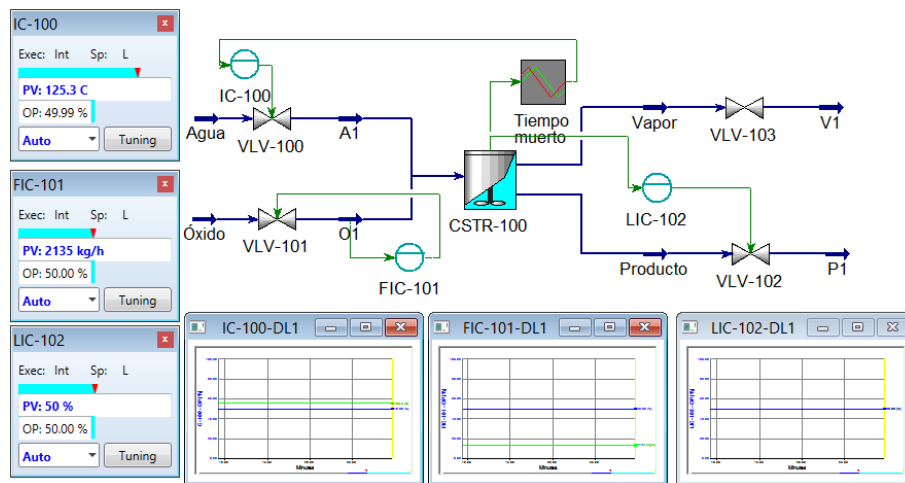 IC-100
Exec: Int Sp: L
PV: 125.3 C
OP: 49.99 %
Auto
Tuning
FIC-101
Exec: Int Sp: L
PV: 2135 kg/h
OP: 50.00 %
Auto
Tuning
LIC-102
Exec: Int Sp: L
PV: 50 %
OP: 50.00 %
Auto
Tuning
IC-100
Agua
VLV-100
A1
Tiempo
muerto
Vapor
VLV-103
V1
Óxido
VLV-101
O1
FIC-101
CSTR-100
LIC-102
Producto
VLV-102
P1
IC-100-DL1
Minutes
FIC-101-DL1
Minutes
LIC-102-DL1
Minutes